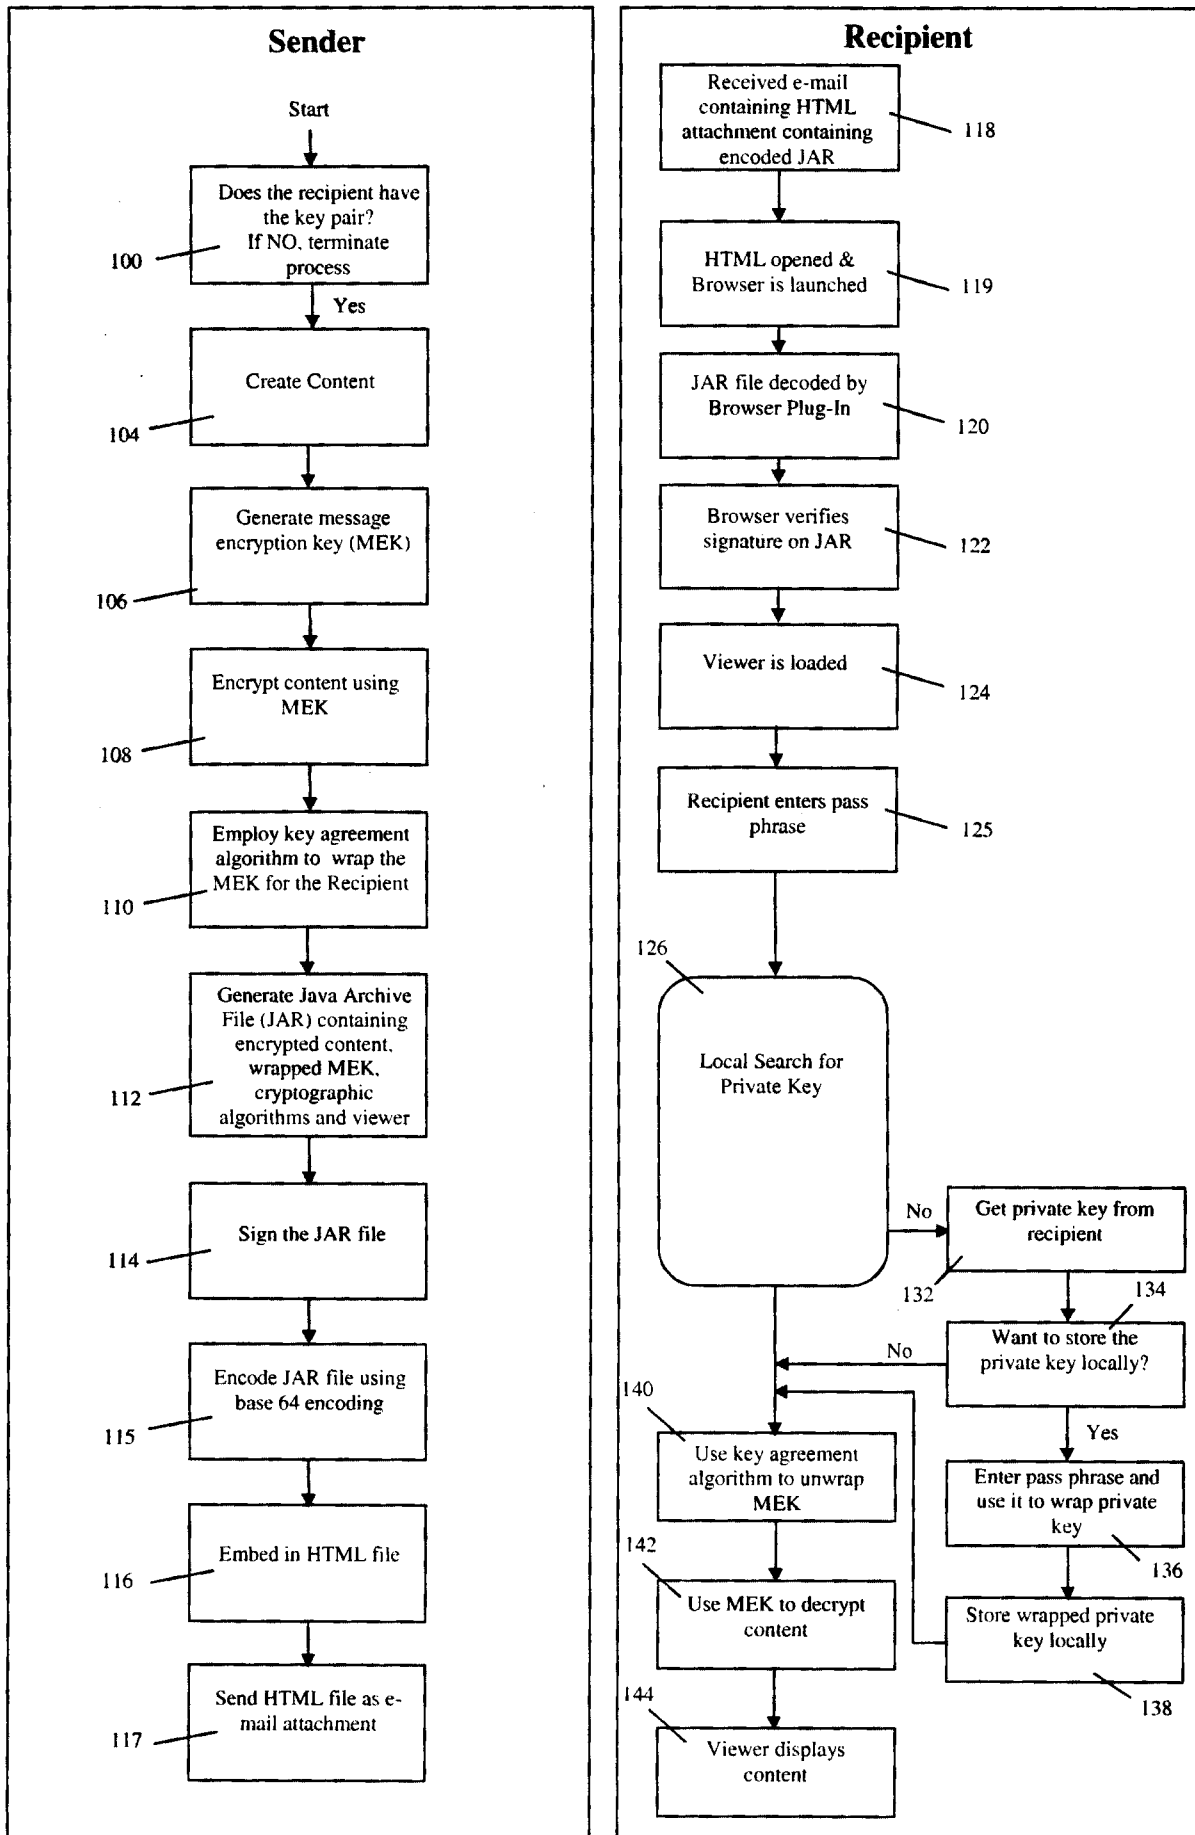 Sender
Start
Does the recipient have
the key pair?
If NO, terminate
process
100
Yes
Create Content
104
Generate message
encryption key (MEK)
106
Encrypt content using
MEK
108
Employ key agreement
algorithm to wrap the
MEK for the Recipient
110
Generate Java Archive
File (JAR) containing
encrypted content,
wrapped MEK,
cryptographic
algorithms and viewer
112
Sign the JAR file
114
Encode JAR file using
base 64 encoding
115
Embed in HTML file
116
Send HTML file as e-
mail attachment
117
Recipient
Received e-mail
containing HTML
attachment containing
encoded JAR
118
HTML opened &
Browser is launched
119
JAR file decoded by
Browser Plug-In
120
Browser verifies
signature on JAR
122
Viewer is loaded
124
Recipient enters pass
phrase
125
126
Local Search for
Private Key
No
Get private key from
recipient
132
134
Want to store the
private key locally?
No
Yes
Enter pass phrase and
use it to wrap private
key
136
Store wrapped private
key locally
138
140
Use key agreement
algorithm to unwrap
MEK
142
Use MEK to decrypt
content
144
Viewer displays
content